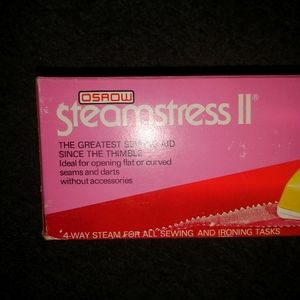 OSROW
Steamstress II®
THE GREATEST SEWING AID
SINCE THE THIMBLE
Ideal for opening flat or curved
seams and darts
without accessories
4-WAY STEAM FOR ALL SEWING AND IRONING TASKS